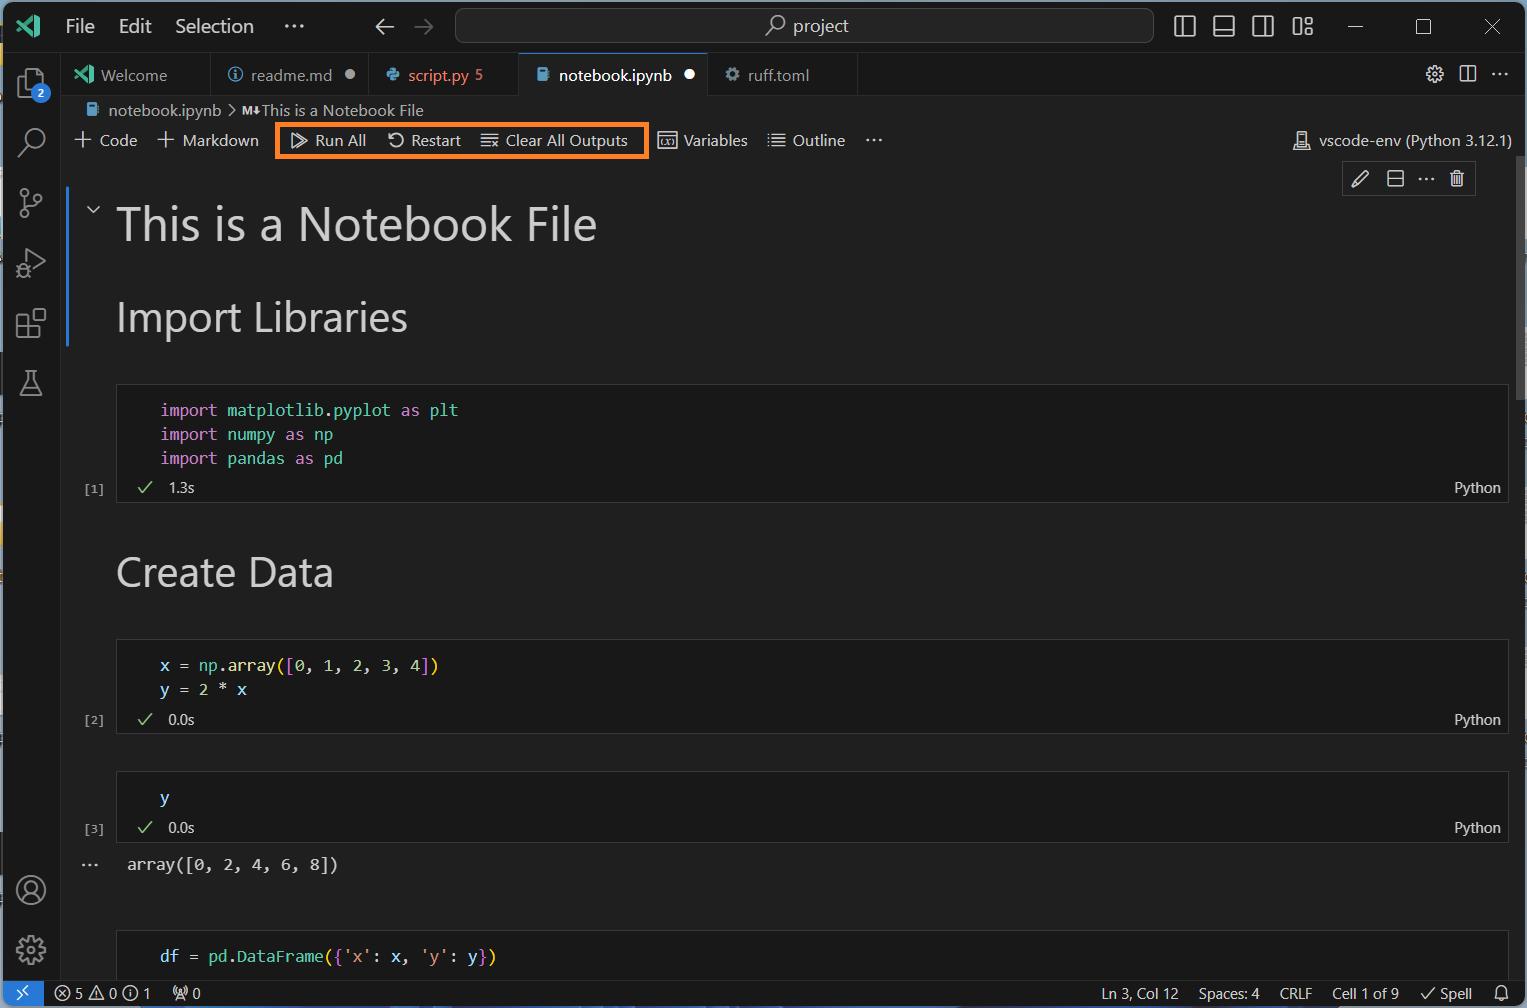 File Edit Selection ··· project
2
Welcome readme.md script.py 5 notebook.ipynb ruff.toml ···
notebook.ipynb > M↓This is a Notebook File
+ Code + Markdown Run All Restart Clear All Outputs (x) Variables Outline ··· vscode-env (Python 3.12.1)
This is a Notebook File
Import Libraries
import matplotlib.pyplot as plt
import numpy as np
import pandas as pd
[1] ✓ 1.3s Python
Create Data
x = np.array([0, 1, 2, 3, 4])
y = 2 * x
[2] ✓ 0.0s Python
y
[3] ✓ 0.0s Python
··· array([0, 2, 4, 6, 8])
df = pd.DataFrame({'x': x, 'y': y})
5 0 1 0 Ln 3, Col 12 Spaces: 4 CRLF Cell 1 of 9 ✓ Spell